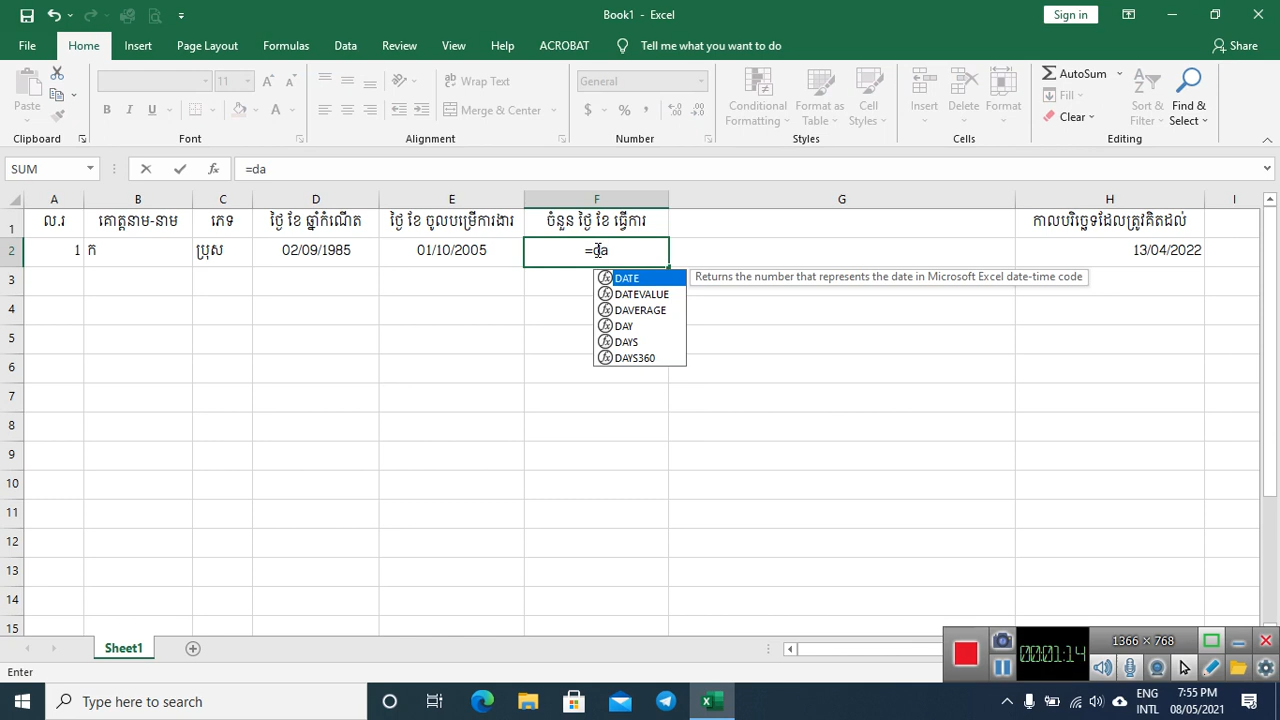 Book1 - Excel
Sign in
File Home Insert Page Layout Formulas Data Review View Help ACROBAT Tell me what you want to do Share
Paste
11
Wrap Text
Merge & Center
General
$ % ,
Conditional Formatting
Format as Table
Cell Styles
Insert Delete Format
AutoSum
Fill
Clear
Sort & Filter
Find & Select
Clipboard Font Alignment Number Styles Cells Editing
SUM =da
A B C D E F G H I
1 ល.រ គោត្តនាម-នាម ភេទ ថ្ងៃ ខែ ឆ្នាំកំណើត ថ្ងៃ ខែ ចូលបម្រើការងារ ចំនួន ថ្ងៃ ខែ ធ្វើការ កាលបរិច្ឆេទដែលត្រូវគិតដល់
2 1 ក ប្រុស 02/09/1985 01/10/2005 =da 13/04/2022
DATE Returns the number that represents the date in Microsoft Excel date-time code
DATEVALUE
DAVERAGE
DAY
DAYS
DAYS360
3
4
5
6
7
8
9
10
11
12
13
14
15
Sheet1
1366 × 768
00:01:14
Enter
Type here to search
ENG
INTL
7:55 PM
08/05/2021